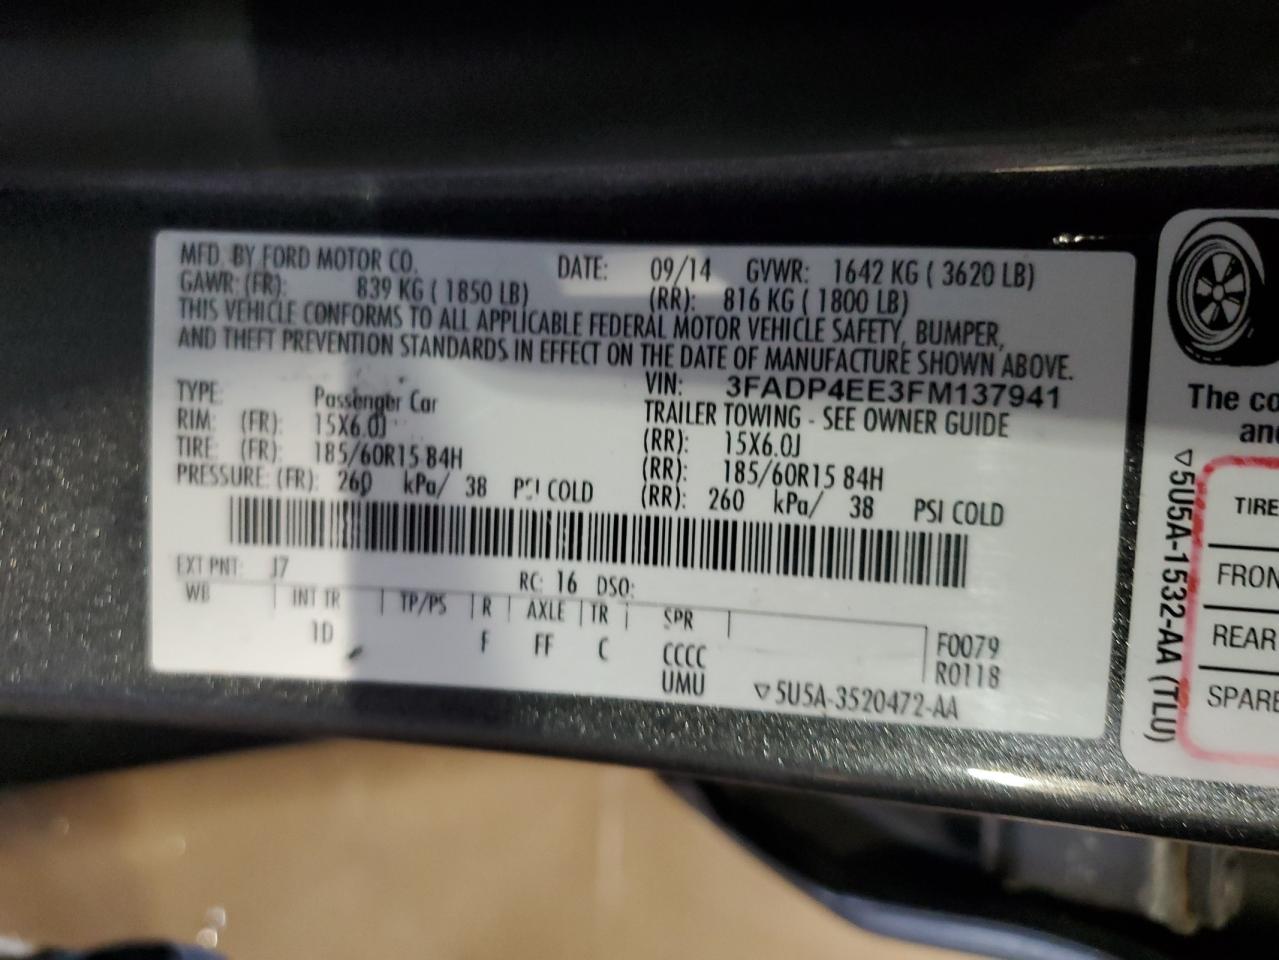 MFD. BY FORD MOTOR CO. DATE: 09/14 GVWR: 1642 KG ( 3620 LB)
GAWR: (FR): 839 KG ( 1850 LB) (RR): 816 KG ( 1800 LB)
THIS VEHICLE CONFORMS TO ALL APPLICABLE FEDERAL MOTOR VEHICLE SAFETY, BUMPER,
AND THEFT PREVENTION STANDARDS IN EFFECT ON THE DATE OF MANUFACTURE SHOWN ABOVE.
VIN: 3FADP4EE3FM137941
TYPE: Passenger Car TRAILER TOWING - SEE OWNER GUIDE
RIM: (FR): 15X6.0J (RR): 15X6.0J
TIRE: (FR): 185/60R15 84H (RR): 185/60R15 84H
PRESSURE: (FR): 260 kPa/ 38 PSI COLD (RR): 260 kPa/ 38 PSI COLD
EXT PNT: J7 RC: 16 DSO:
WB INT TR TP/PS R AXLE TR SPR
1D F FF C CCCC F0079
UMU R0118
▽5U5A-3520472-AA
The co
and
▽5U5A-1532-AA (TLU)
TIRE
FRON
REAR
SPARE